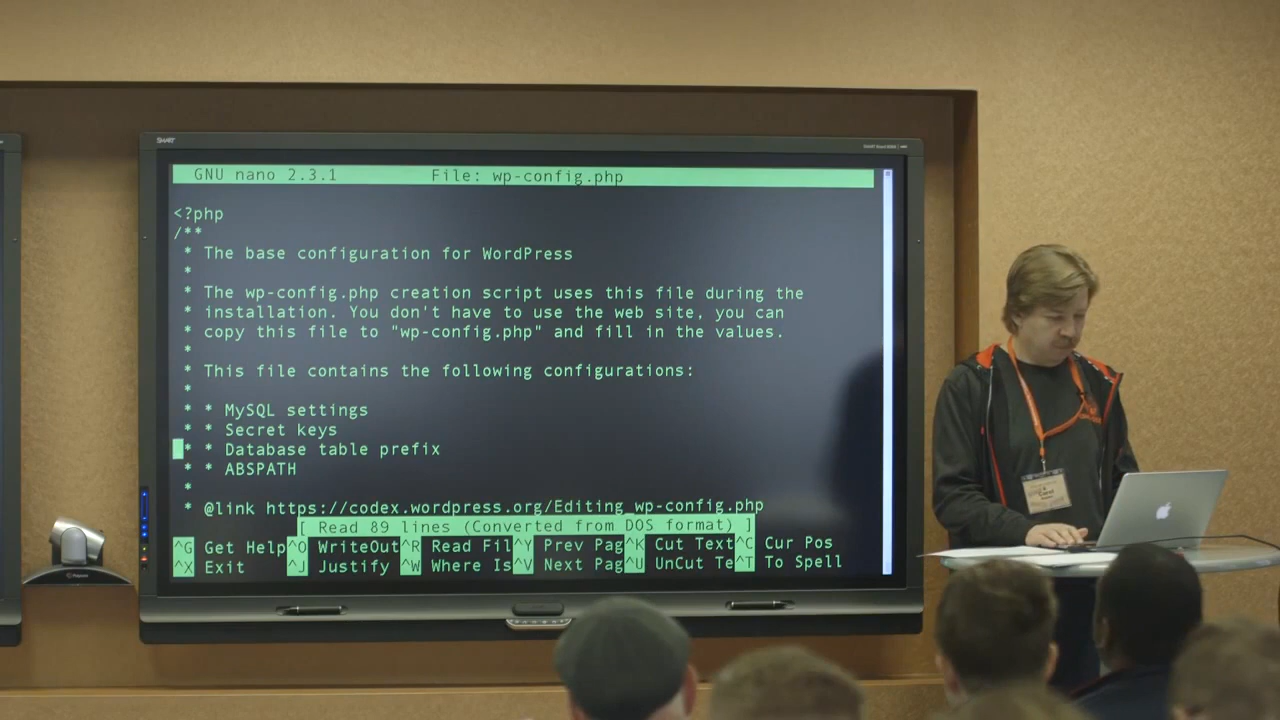 SMART
GNU nano 2.3.1 File: wp-config.php
<?php
/**
* The base configuration for WordPress
*
* The wp-config.php creation script uses this file during the
* installation. You don't have to use the web site, you can
* copy this file to "wp-config.php" and fill in the values.
*
* This file contains the following configurations:
*
* * MySQL settings
* * Secret keys
* * Database table prefix
* * ABSPATH
*
* @link https://codex.wordpress.org/Editing_wp-config.php
[ Read 89 lines (Converted from DOS format) ]
^G Get Help ^O WriteOut ^R Read Fil ^Y Prev Pag ^K Cut Text ^C Cur Pos
^X Exit ^J Justify ^W Where Is ^V Next Pag ^U UnCut Te ^T To Spell